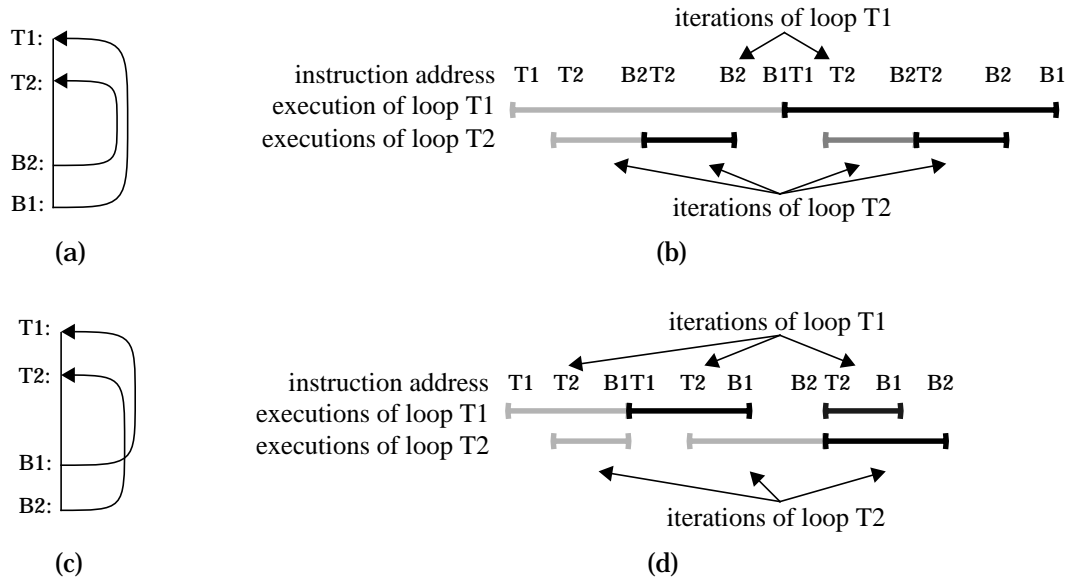 T1:
T2:
B2:
B1:
(a)
iterations of loop T1
instruction address T1 T2 B2T2 B2 B1T1 T2 B2T2 B2 B1
execution of loop T1
executions of loop T2
iterations of loop T2
(b)
T1:
T2:
B1:
B2:
(c)
iterations of loop T1
instruction address T1 T2 B1T1 T2 B1 B2 T2 B1 B2
executions of loop T1
executions of loop T2
iterations of loop T2
(d)